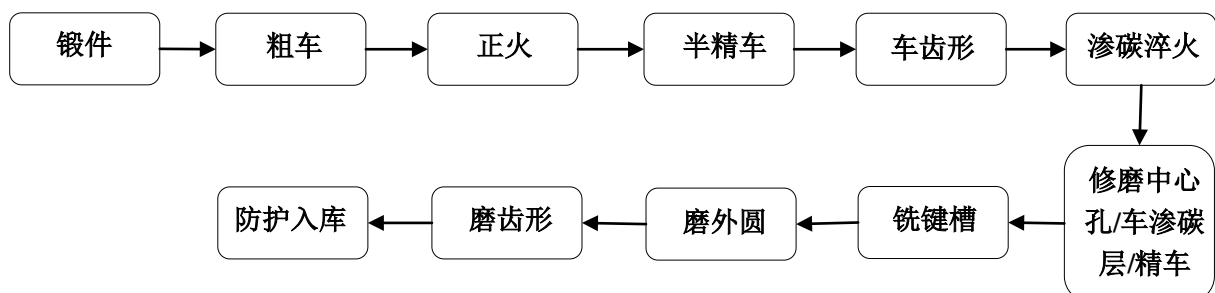 锻件
粗车
正火
半精车
车齿形
渗碳淬火
修磨中心
孔/车渗碳
层/精车
铣键槽
磨外圆
磨齿形
防护入库